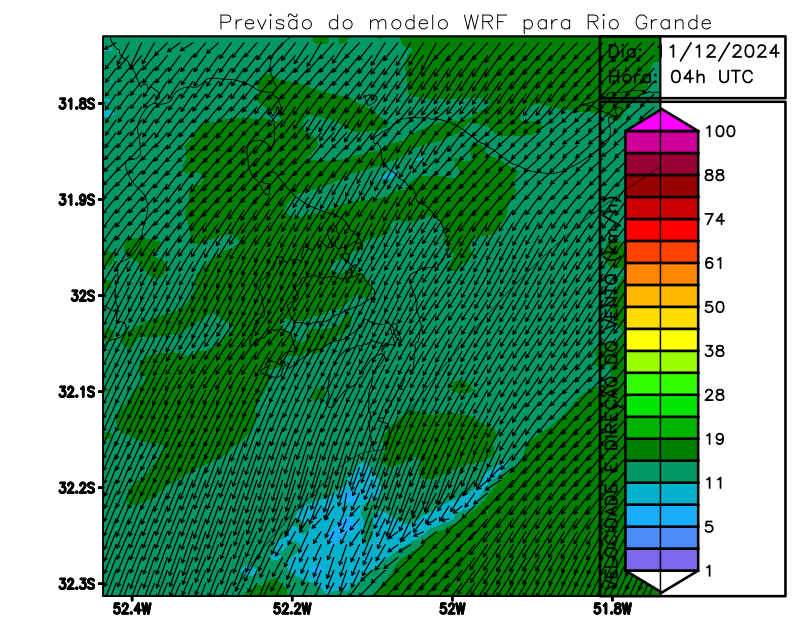 Previsão do modelo WRF para Rio Grande
Dia: 11/12/2024
Hora: 04h UTC
31.8S
31.9S
32S
32.1S
32.2S
32.3S
52.4W
52.2W
52W
51.8W
VELOCIDADE E DIREÇÃO DO VENTO (km/h)
100
88
74
61
50
38
28
19
11
5
1